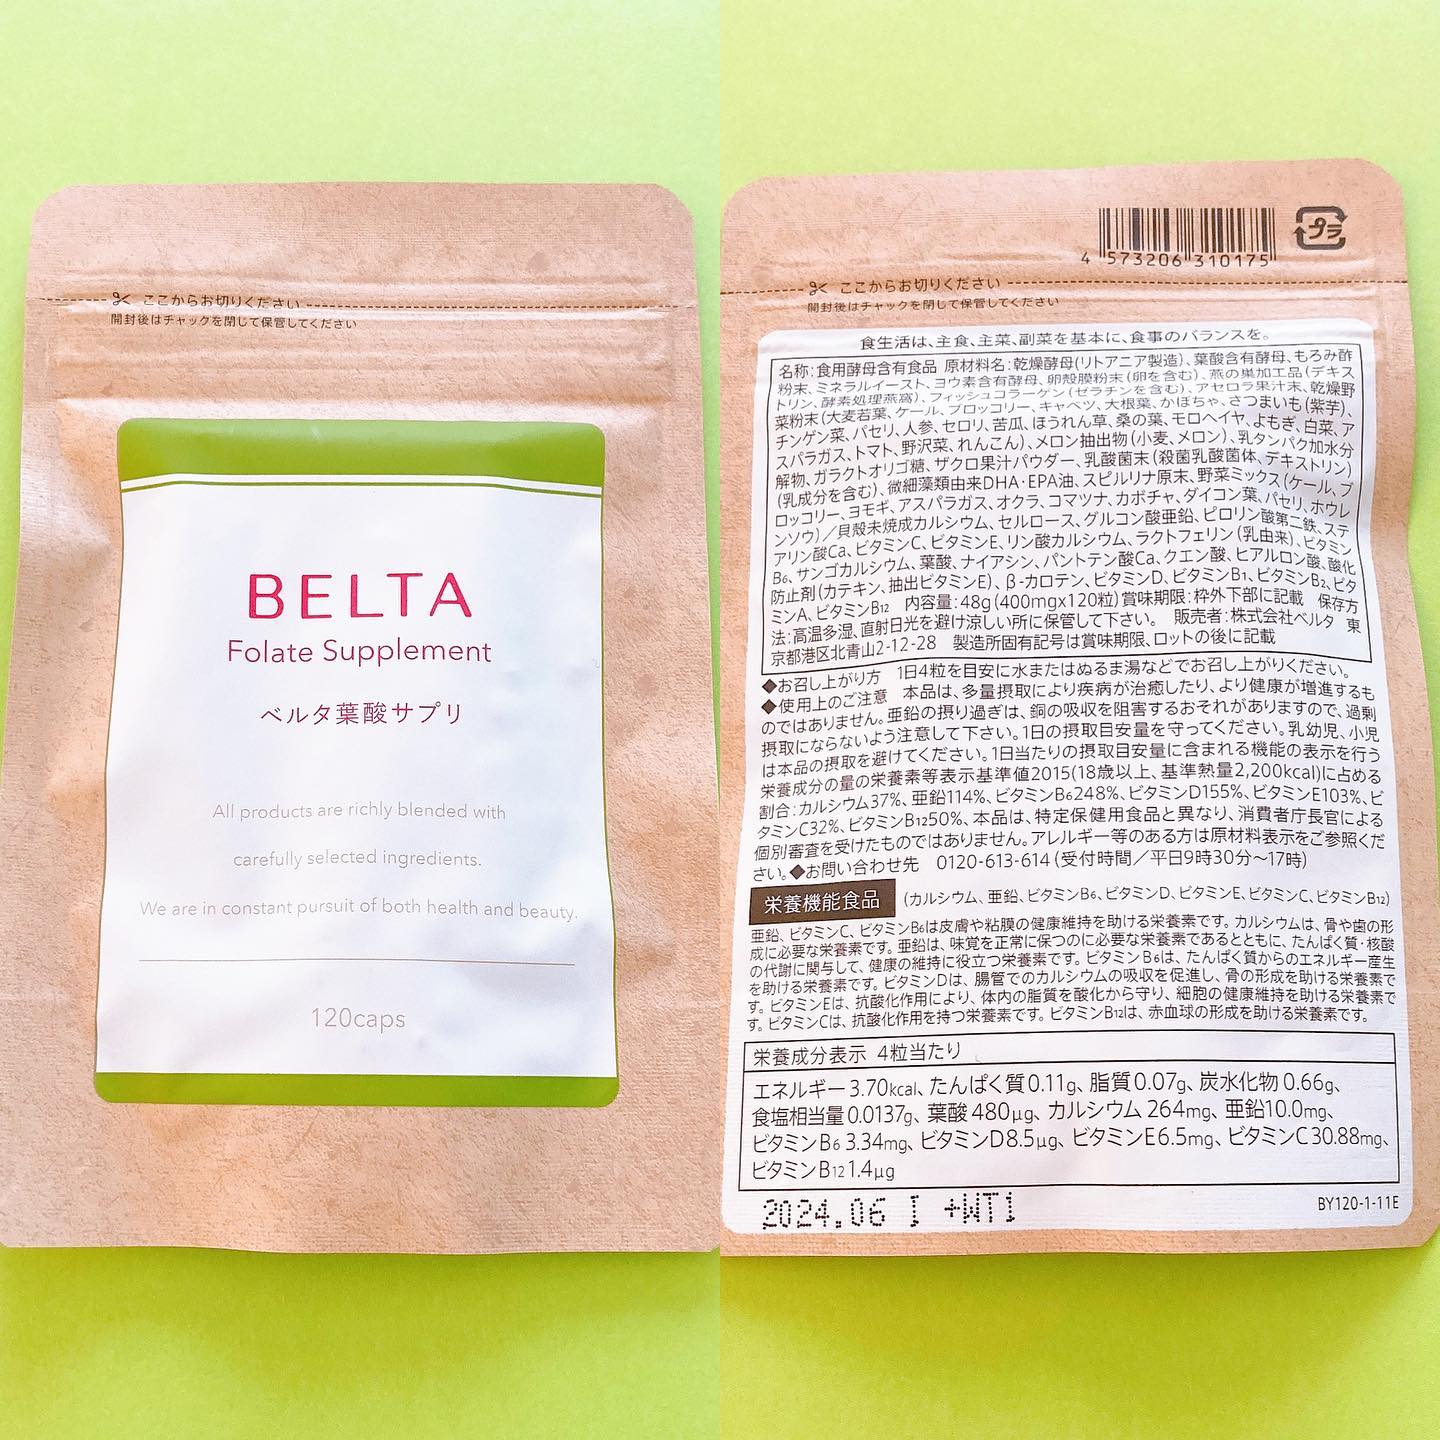 ここからお切りください
開封後はチャックを閉して保管してください
BELTA
Folate Supplement
ベルタ葉酸サプリ
All products are richly blended with
carefully selected ingredients.
We are in constant pursuit of both health and beauty.
120caps
4 573206 310175
プラ
ここからお切りください
開封後はチャックを閉して保管してください
食生活は、主食、主菜、副菜を基本に、食事のバランスを。
名称:食用酵母含有食品 原材料名:乾燥酵母(リトアニア製造)、葉酸含有酵母、もろみ酢
粉末、ミネラルイースト、ヨウ素含有酵母、卵殻膜粉末(卵を含む)、燕の巣加工品(デキス
トリン、酵素処理燕窩)、フィッシュコラーゲン(ゼラチンを含む)、アセロラ果汁末、乾燥野
菜粉末(大麦若葉、ケール、ブロッコリー、キャベツ、大根葉、かぼちゃ、さつまいも(紫芋)、
チンゲン菜、パセリ、人参、セロリ、苦瓜、ほうれん草、桑の葉、モロヘイヤ、よもぎ、白菜、ア
スパラガス、トマト、野沢菜、れんこん)、メロン抽出物(小麦、メロン)、乳タンパク加水分
解物、ガラクトオリゴ糖、ザクロ果汁パウダー、乳酸菌末(殺菌乳酸菌体、デキストリン)
(乳成分を含む)、微細藻類由来DHA・EPA油、スピルリナ原末、野菜ミックス(ケール、ブ
ロッコリー、ヨモギ、アスパラガス、オクラ、コマツナ、カボチャ、ダイコン葉、パセリ、ホウレ
ンソウ)/貝殻未焼成カルシウム、セルロース、グルコン酸亜鉛、ピロリン酸第二鉄、ステ
アリン酸Ca、ビタミンC、ビタミンE、リン酸カルシウム、ラクトフェリン(乳由来)、ビタミン
B6、サンゴカルシウム、葉酸、ナイアシン、パントテン酸Ca、クエン酸、ヒアルロン酸、酸化
防止剤(カテキン、抽出ビタミンE)、β-カロテン、ビタミンD、ビタミンB1、ビタミンB2、ビタ
ミンA、ビタミンB12 内容量:48g(400mgx120粒) 賞味期限:枠外下部に記載 保存方
法:高温多湿、直射日光を避け涼しい所に保管して下さい。 販売者:株式会社ベルタ 東
京都港区北青山2-12-28 製造所固有記号は賞味期限、ロットの後に記載
◆お召し上がり方 1日4粒を目安に水またはぬるま湯などでお召し上がりください。
◆使用上のご注意 本品は、多量摂取により疾病が治癒したり、より健康が増進するも
のではありません。亜鉛の摂り過ぎは、銅の吸収を阻害するおそれがありますので、過剰
摂取にならないよう注意して下さい。1日の摂取目安量を守ってください。乳幼児、小児
は本品の摂取を避けてください。1日当たりの摂取目安量に含まれる機能の表示を行う
栄養成分の量の栄養素等表示基準値2015(18歳以上、基準熱量2,200kcal)に占める
割合:カルシウム37%、亜鉛114%、ビタミンB6248%、ビタミンD155%、ビタミンE103%、ビ
タミンC32%、ビタミンB1250%、本品は、特定保健用食品と異なり、消費者庁長官による
個別審査を受けたものではありません。アレルギー等のある方は原材料表示をご参照くだ
さい。◆お問い合わせ先 0120-613-614(受付時間/平日9時30分〜17時)
栄養機能食品 (カルシウム、亜鉛、ビタミンB6、ビタミンD、ビタミンE、ビタミンC、ビタミンB12)
亜鉛、ビタミンC、ビタミンB6は皮膚や粘膜の健康維持を助ける栄養素です。カルシウムは、骨や歯の形
成に必要な栄養素です。亜鉛は、味覚を正常に保つのに必要な栄養素であるとともに、たんぱく質・核酸
の代謝に関与して、健康の維持に役立つ栄養素です。ビタミンB6は、たんぱく質からのエネルギー産生
を助ける栄養素です。ビタミンDは、腸管でのカルシウムの吸収を促進し、骨の形成を助ける栄養素で
す。ビタミンEは、抗酸化作用により、体内の脂質を酸化から守り、細胞の健康維持を助ける栄養素で
す。ビタミンCは、抗酸化作用を持つ栄養素です。ビタミンB12は、赤血球の形成を助ける栄養素です。
栄養成分表示 4粒当たり
エネルギー3.70kcal、たんぱく質0.11g、脂質0.07g、炭水化物0.66g、
食塩相当量0.0137g、葉酸480μg、カルシウム264mg、亜鉛10.0mg、
ビタミンB6 3.34mg、ビタミンD8.5μg、ビタミンE6.5mg、ビタミンC30.88mg、
ビタミンB12 1.4μg
2024.06 I +WT1
BY120-1-11E